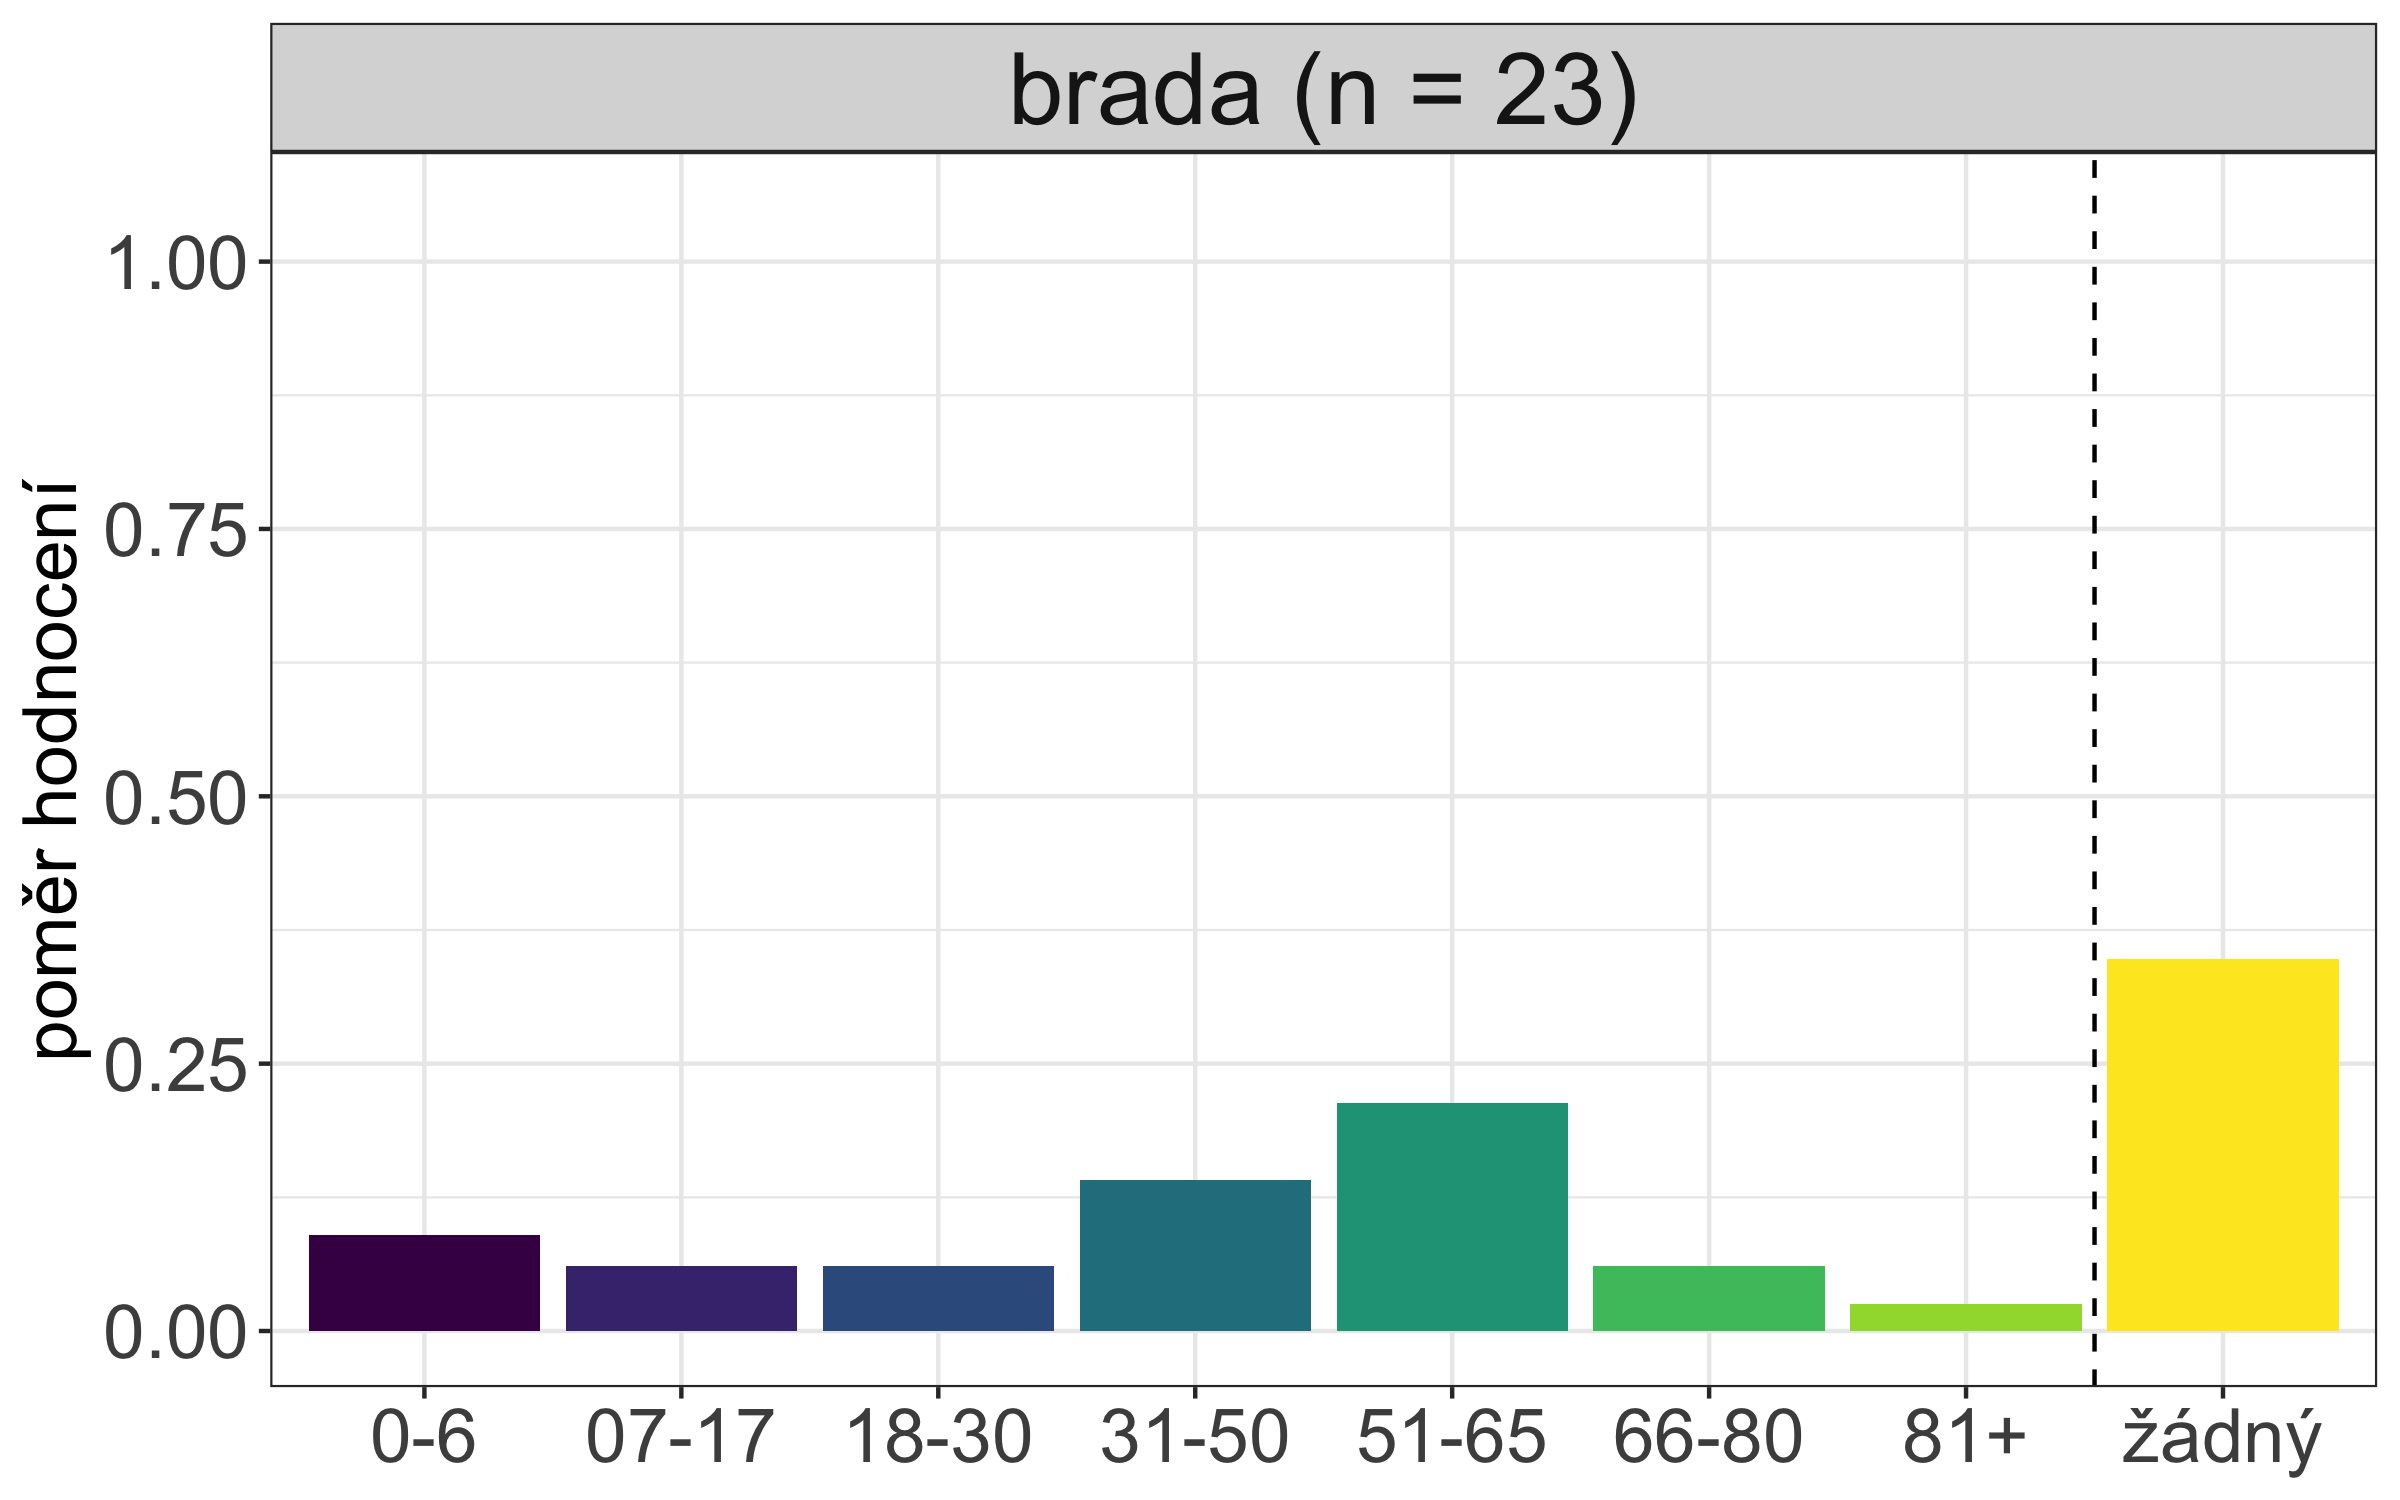 brada (n = 23)
poměr hodnocení
1.00
0.75
0.50
0.25
0.00
0-6 07-17 18-30 31-50 51-65 66-80 81+ žádný